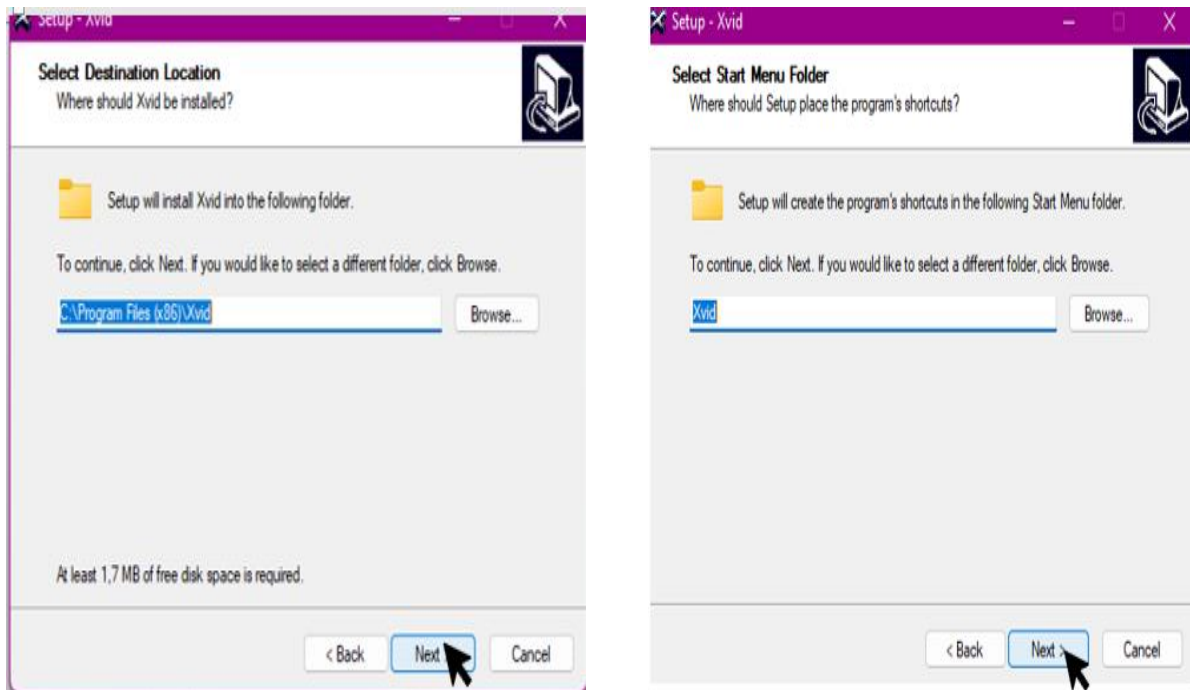 Setup - Xvid
Select Destination Location
Where should Xvid be installed?
Setup will install Xvid into the following folder.
To continue, click Next. If you would like to select a different folder, click Browse.
C:\Program Files (x86)\Xvid
Browse...
At least 1,7 MB of free disk space is required.
< Back
Next
Cancel
Setup - Xvid
Select Start Menu Folder
Where should Setup place the program's shortcuts?
Setup will create the program's shortcuts in the following Start Menu folder.
To continue, click Next. If you would like to select a different folder, click Browse.
Xvid
Browse...
< Back
Next >
Cancel